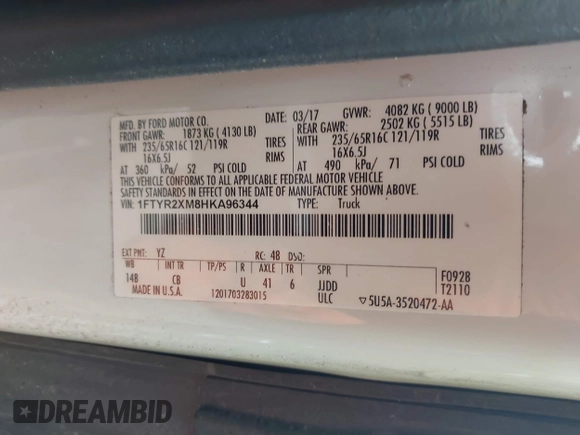 MFD. BY FORD MOTOR CO. 03/17 GVWR: 4082 KG ( 9000 LB)
FRONT GAWR: 1873 KG ( 4130 LB) REAR GAWR: 2502 KG ( 5515 LB)
WITH 235/65R16C 121/119R TIRES WITH 235/65R16C 121/119R TIRES
16X6.5J RIMS 16X6.5J RIMS
AT 360 kPa/ 52 PSI COLD AT 490 kPa/ 71 PSI COLD
THIS VEHICLE CONFORMS TO ALL APPLICABLE FEDERAL MOTOR VEHICLE
SAFETY STANDARDS IN EFFECT ON THE DATE OF MANUFACTURE SHOWN ABOVE.
VIN: 1FTYR2XM8HKA96344 TYPE: Truck
EXT PNT: YZ RC: 48 DSO:
WB INT TR TP/PS R AXLE TR SPR F0928
148 CB U 41 6 JJDD T2110
MADE IN U.S.A. 1201703283015 ULC ▽5U5A-3520472-AA
DREAMBID